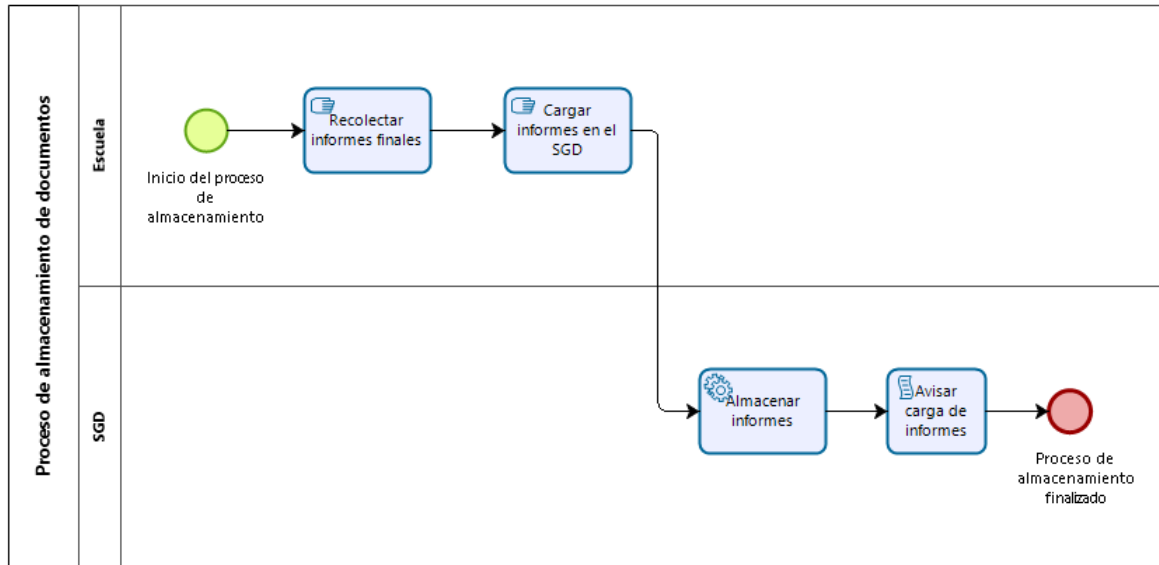 Proceso de almacenamiento de documentos
Escuela
Inicio del proceso
de
almacenamiento
Recolectar
informes finales
Cargar
informes en el
SGD
SGD
Almacenar
informes
Avisar
carga de
informes
Proceso de
almacenamiento
finalizado